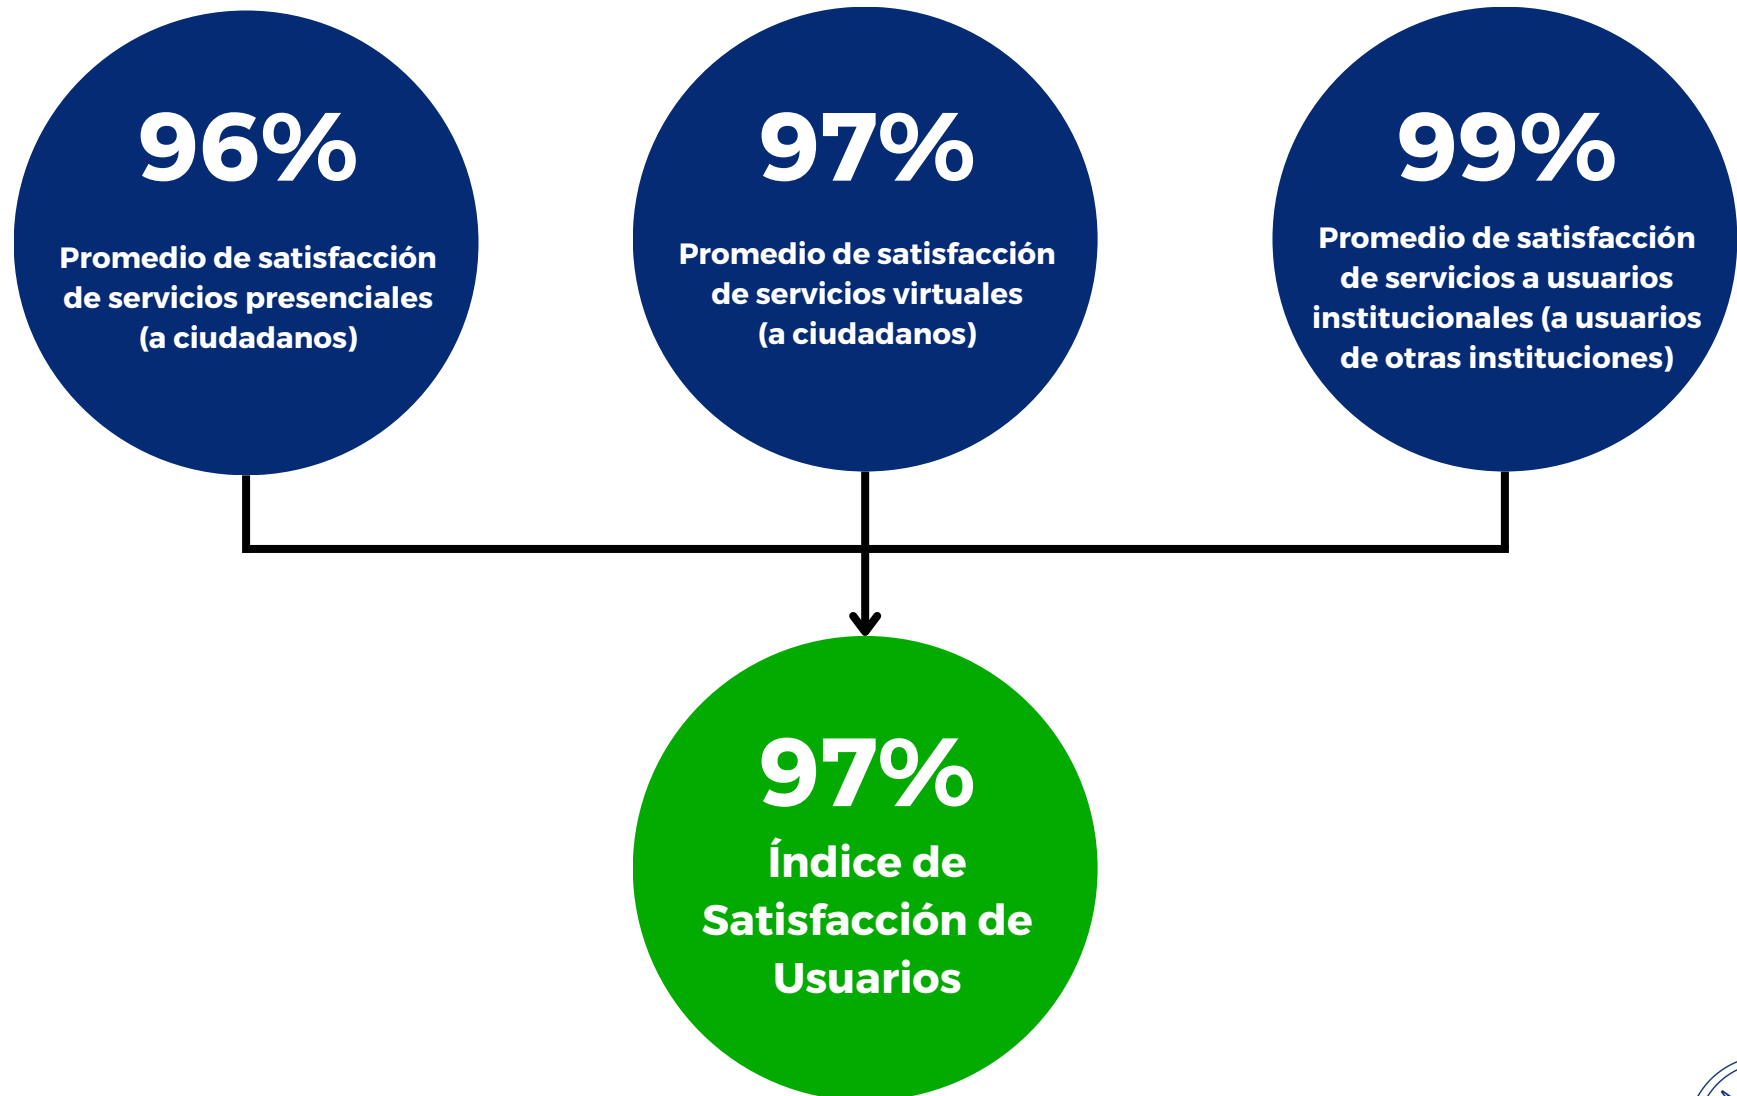 96%
Promedio de satisfacción
de servicios presenciales
(a ciudadanos)
97%
Promedio de satisfacción
de servicios virtuales
(a ciudadanos)
99%
Promedio de satisfacción
de servicios a usuarios
institucionales (a usuarios
de otras instituciones)
97%
Índice de
Satisfacción de
Usuarios